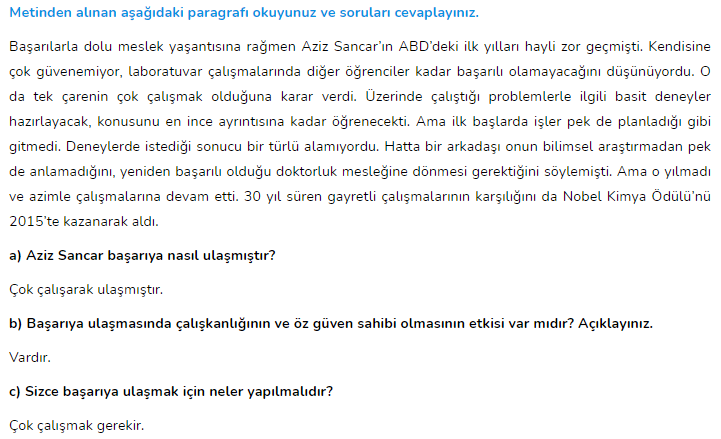 Metinden alınan aşağıdaki paragrafı okuyunuz ve soruları cevaplayınız.
Başarılarla dolu meslek yaşantısına rağmen Aziz Sancar'ın ABD'deki ilk yılları hayli zor geçmişti. Kendisine
çok güvenemiyor, laboratuvar çalışmalarında diğer öğrenciler kadar başarılı olamayacağını düşünüyordu. O
da tek çarenin çok çalışmak olduğuna karar verdi. Üzerinde çalıştığı problemlerle ilgili basit deneyler
hazırlayacak, konusunu en ince ayrıntısına kadar öğrenecekti. Ama ilk başlarda işler pek de planladığı gibi
gitmedi. Deneylerde istediği sonucu bir türlü alamıyordu. Hatta bir arkadaşı onun bilimsel araştırmadan pek
de anlamadığını, yeniden başarılı olduğu doktorluk mesleğine dönmesi gerektiğini söylemişti. Ama o yılmadı
ve azimle çalışmalarına devam etti. 30 yıl süren gayretli çalışmalarının karşılığını da Nobel Kimya Ödülü'nü
2015'te kazanarak aldı.
a) Aziz Sancar başarıya nasıl ulaşmıştır?
Çok çalışarak ulaşmıştır.
b) Başarıya ulaşmasında çalışkanlığının ve öz güven sahibi olmasının etkisi var mıdır? Açıklayınız.
Vardır.
c) Sizce başarıya ulaşmak için neler yapılmalıdır?
Çok çalışmak gerekir.